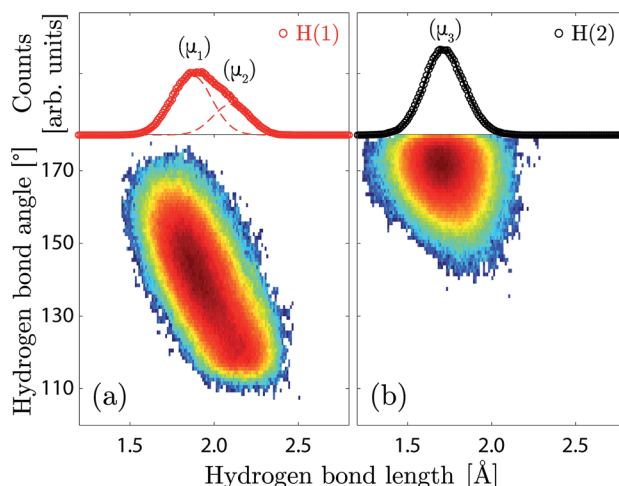 Counts
[arb. units]
(μ₁)
(μ₂)
H(1)
(μ₃)
H(2)
Hydrogen bond angle [°]
170
150
130
110
(a)
(b)
1.5 2.0 2.5 1.5 2.0 2.5
Hydrogen bond length [Å]